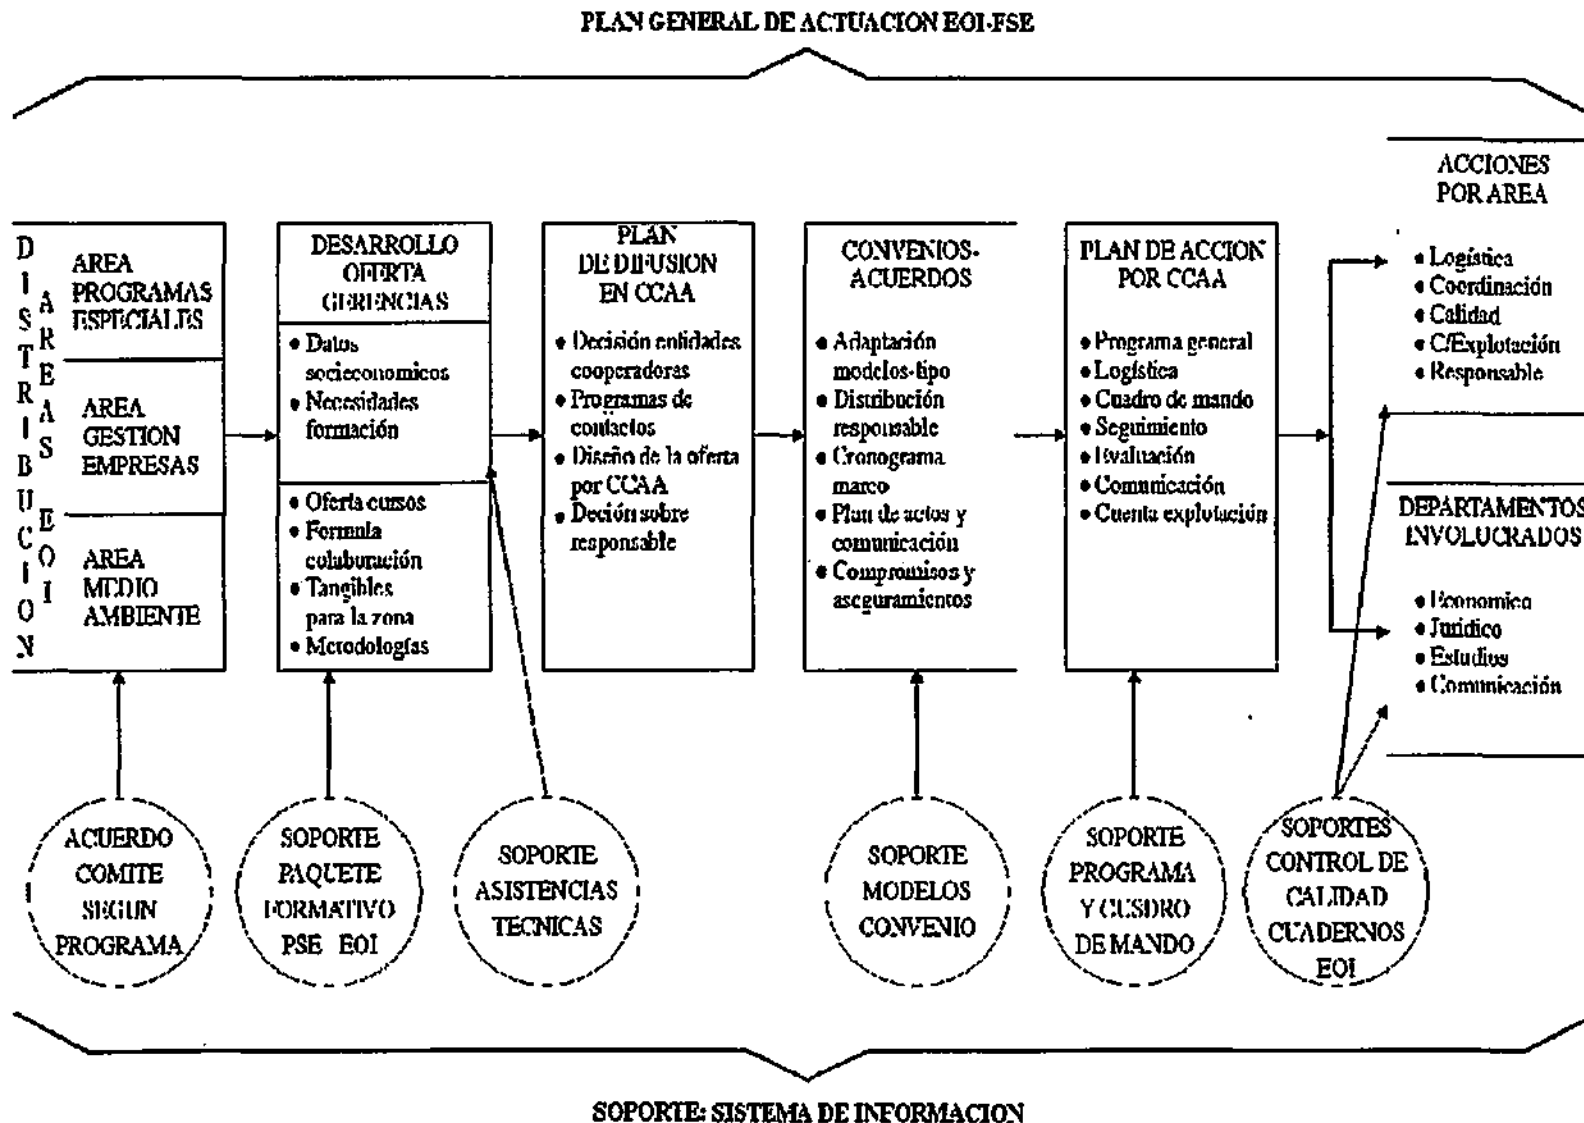 PLAN GENERAL DE ACTUACION EOI-FSE
DISTRIBUCION
AREAS EOI
AREA
PROGRAMAS
ESPECIALES
AREA
GESTION
EMPRESAS
AREA
MEDIO
AMBIENTE
DESARROLLO
OFERTA
GERENCIAS
• Datos
socieconomicos
• Necesidades
formación
• Oferta cursos
• Formula
colaboración
• Tangibles
para la zona
• Metodologías
PLAN
DE DIFUSION
EN CCAA
• Decisión entidades
cooperadoras
• Programas de
contactos
• Diseño de la oferta
por CCAA
• Deción sobre
responsable
CONVENIOS-
ACUERDOS
• Adaptación
modelos-tipo
• Distribución
responsable
• Cronograma
marco
• Plan de actos y
comunicación
• Compromisos y
aseguramientos
PLAN DE ACCION
POR CCAA
• Programa general
• Logística
• Cuadro de mando
• Seguimiento
• Evaluación
• Comunicación
• Cuenta explotación
ACCIONES
POR AREA
• Logística
• Coordinación
• Calidad
• C/Explotación
• Responsable
DEPARTAMENTOS
INVOLUCRADOS
• Economico
• Jurídico
• Estudios
• Comunicación
ACUERDO
COMITE
SEGUN
PROGRAMA
SOPORTE
PAQUETE
FORMATIVO
PSE EOI
SOPORTE
ASISTENCIAS
TECNICAS
SOPORTE
MODELOS
CONVENIO
SOPORTE
PROGRAMA
Y CUSDRO
DE MANDO
SOPORTES
CONTROL DE
CALIDAD
CUADERNOS
EOI
SOPORTE: SISTEMA DE INFORMACION